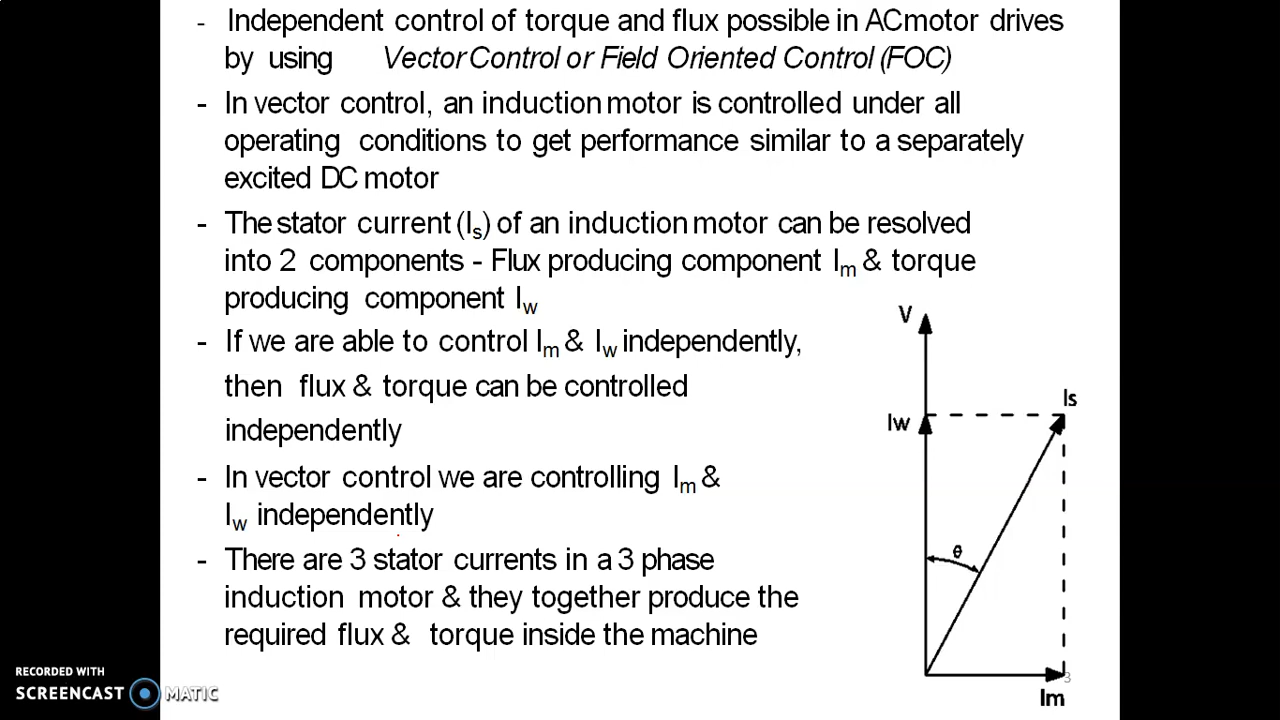 - Independent control of torque and flux possible in AC motor drives
by using Vector Control or Field Oriented Control (FOC)
- In vector control, an induction motor is controlled under all
operating conditions to get performance similar to a separately
excited DC motor
- The stator current (Is) of an induction motor can be resolved
into 2 components - Flux producing component Im & torque
producing component Iw
- If we are able to control Im & Iw independently,
then flux & torque can be controlled
independently
- In vector control we are controlling Im &
Iw independently
- There are 3 stator currents in a 3 phase
induction motor & they together produce the
required flux & torque inside the machine
V
Is
Iw
θ
3
Im
RECORDED WITH
SCREENCAST MATIC